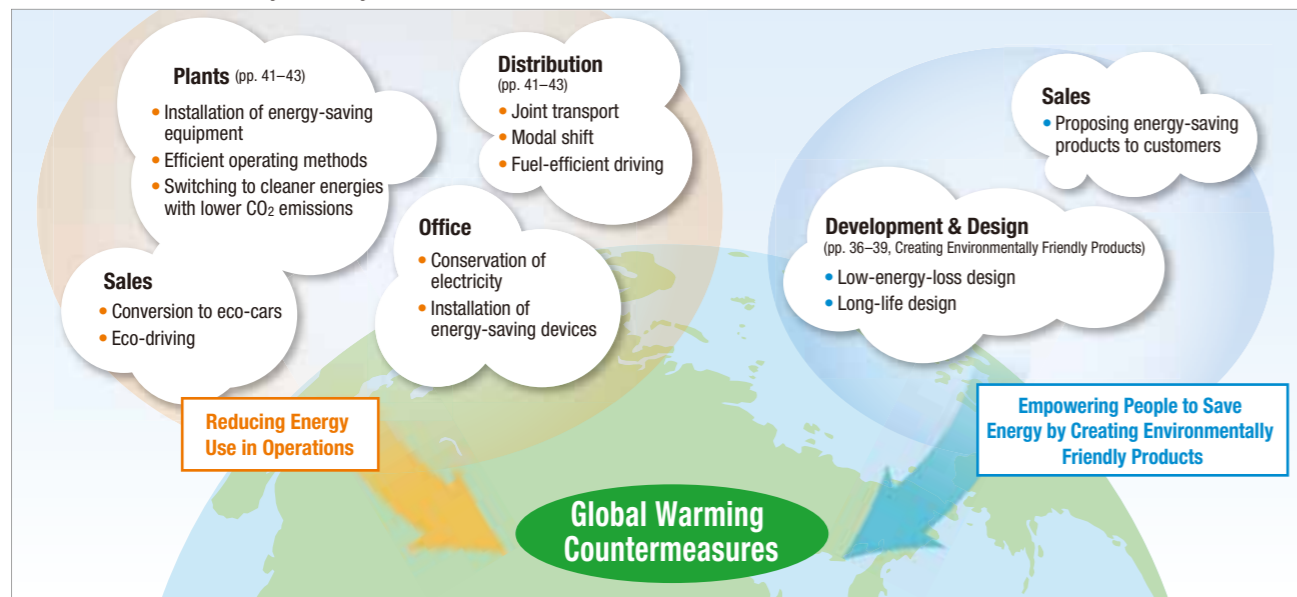 Plants (pp. 41–43)
• Installation of energy-saving
equipment
• Efficient operating methods
• Switching to cleaner energies
with lower CO₂ emissions
Distribution
(pp. 41–43)
• Joint transport
• Modal shift
• Fuel-efficient driving
Sales
• Conversion to eco-cars
• Eco-driving
Office
• Conservation of
electricity
• Installation of
energy-saving devices
Reducing Energy
Use in Operations
Sales
• Proposing energy-saving
products to customers
Development & Design
(pp. 36–39, Creating Environmentally Friendly Products)
• Low-energy-loss design
• Long-life design
Empowering People to Save
Energy by Creating Environmentally
Friendly Products
Global Warming
Countermeasures